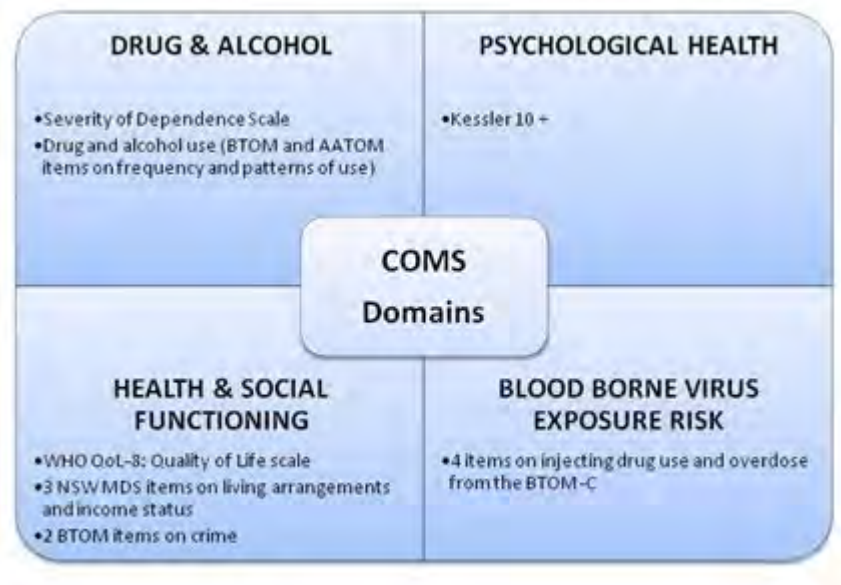 DRUG & ALCOHOL
•Severity of Dependence Scale
•Drug and alcohol use (BTOM and AATOM
items on frequency and patterns of use)
PSYCHOLOGICAL HEALTH
•Kessler 10 +
COMS
Domains
HEALTH & SOCIAL
FUNCTIONING
•WHO QoL-8: Quality of Life scale
•3 NSW MDS items on living arrangements
and income status
•2 BTOM items on crime
BLOOD BORNE VIRUS
EXPOSURE RISK
•4 items on injecting drug use and overdose
from the BTOM-C